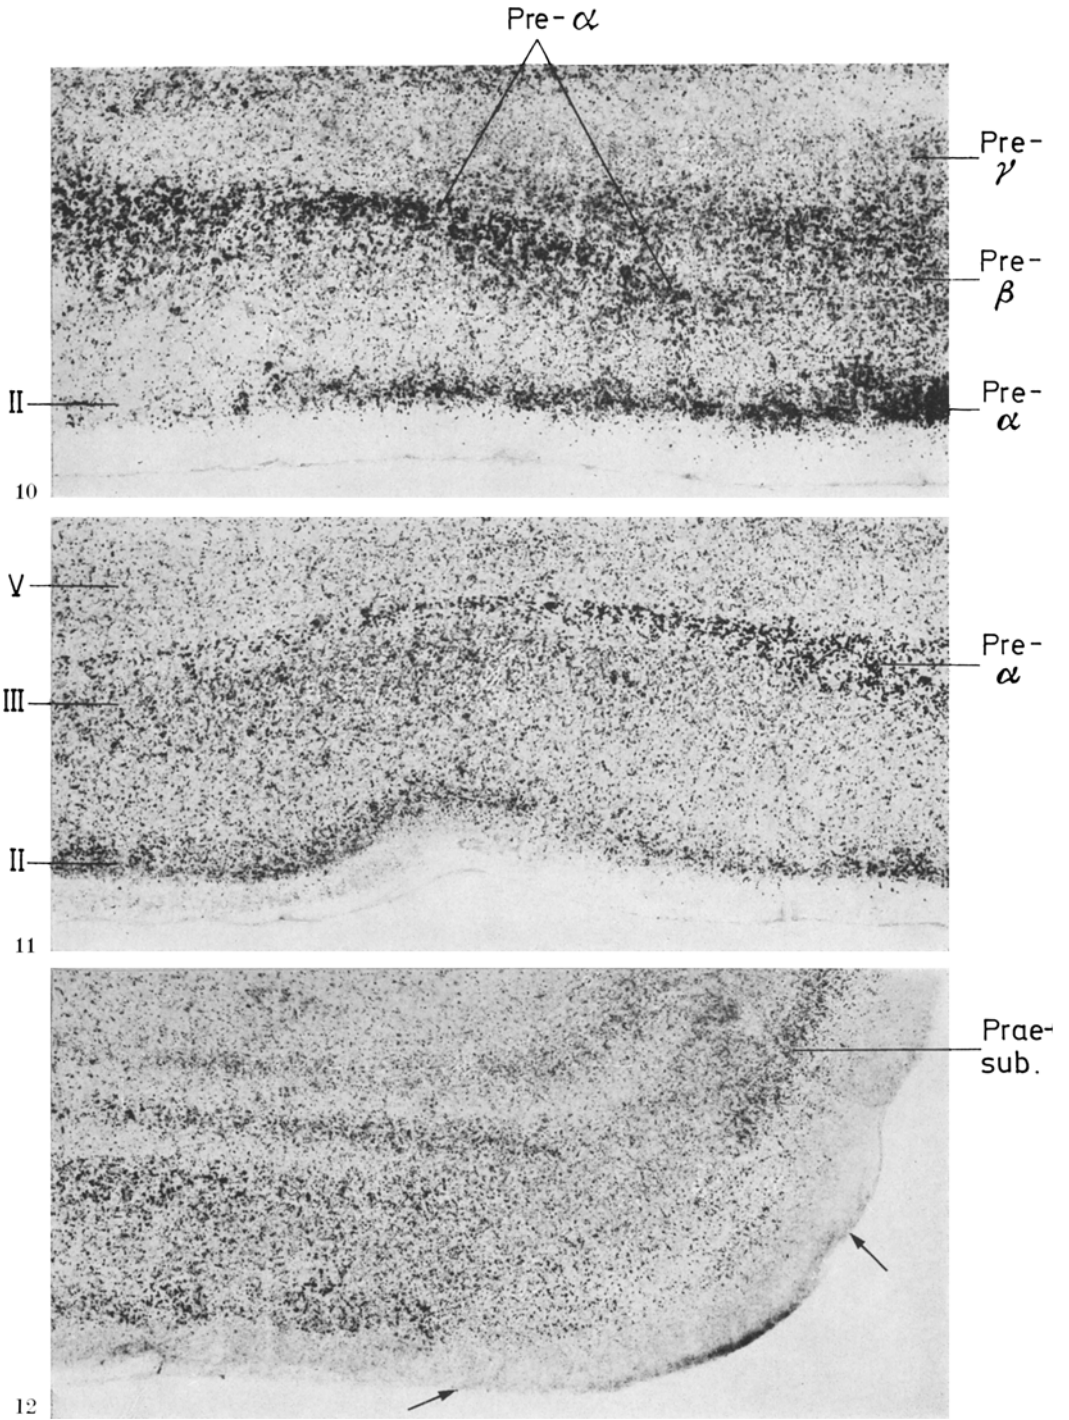 Pre-α
Pre-
γ
Pre-
β
II
Pre-
α
10
V
Pre-
α
III
II
11
Prae-
sub.
12